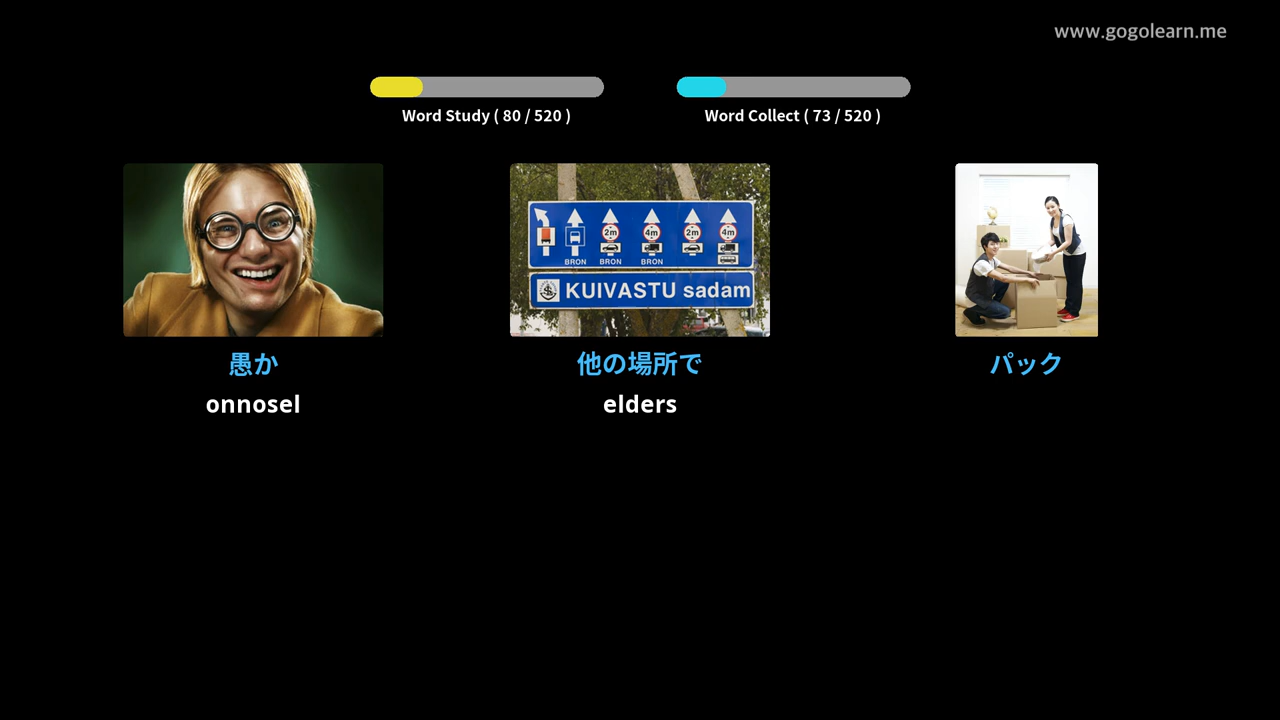 www.gogolearn.me
Word Study ( 80 / 520 )
Word Collect ( 73 / 520 )
2m 4m 2m 4m
BRON BRON BRON
KUIVASTU sadam
愚か
他の場所で
パック
onnosel
elders